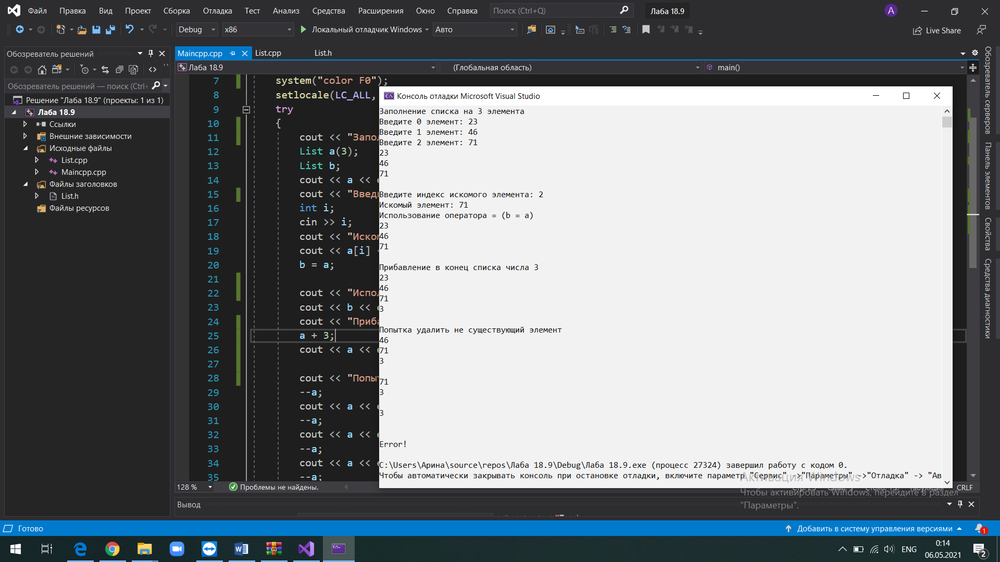 Файл Правка Вид Проект Сборка Отладка Тест Анализ Средства Расширения Окно Справка Поиск (Ctrl+Q) Лаба 18.9 A
Debug x86 Локальный отладчик Windows Авто Live Share
Обозреватель решений
Обозреватель решений — поиск (Ctrl+
Решение "Лаба 18.9" (проекты: 1 из 1)
Лаба 18.9
Ссылки
Внешние зависимости
Исходные файлы
List.cpp
Maincpp.cpp
Файлы заголовков
List.h
Файлы ресурсов
Maincpp.cpp List.cpp List.h
Лаба 18.9 (Глобальная область) main()
7 system("color F0");
8 setlocale(LC_ALL,
9 try
10 {
11 cout << "Запол
12 List a(3);
13 List b;
14 cout << a << e
15 cout << "Введи
16 int i;
17 cin >> i;
18 cout << "Иском
19 cout << a[i] <
20 b = a;
21
22 cout << "Испол
23 cout << b << e
24 cout << "Приба
25 a + 3;
26 cout << a << e
27
28 cout << "Попыт
29 --a;
30 cout << a << e
31 --a;
32 cout << a << e
33 --a;
34 cout << a << e
35 --a;
128 % Проблемы не найдены.
CRLF
Вывод
Консоль отладки Microsoft Visual Studio
Заполнение списка на 3 элемента
Введите 0 элемент: 23
Введите 1 элемент: 46
Введите 2 элемент: 71
23
46
71
Введите индекс искомого элемента: 2
Искомый элемент: 71
Использование оператора = (b = a)
23
46
71
Прибавление в конец списка числа 3
23
46
71
3
Попытка удалить не существующий элемент
46
71
3
71
3
3
Error!
C:\Users\Арина\source\repos\Лаба 18.9\Debug\Лаба 18.9.exe (процесс 27324) завершил работу с кодом 0.
Чтобы автоматически закрывать консоль при остановке отладки, включите параметр "Сервис" ->"Параметры" ->"Отладка" -> "Ав
Активация Windows
Чтобы активировать Windows, перейдите в раздел
"Параметры".
Обозреватель серверов
Панель элементов
Свойства
Средства диагностики
Готово Добавить в систему управления версиями 1
ENG 0:14
06.05.2021 2